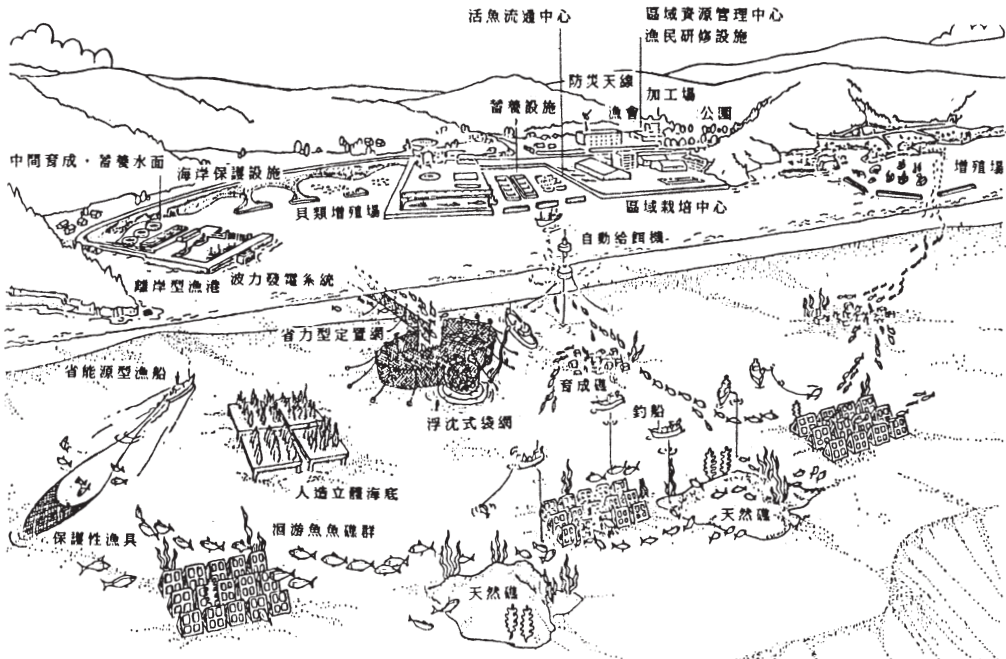 活魚流通中心
區域資源管理中心
漁民研修設施
防災天線
加工場
蓄養設施
漁會
公園
中間育成・蓄養水面
海岸保護設施
增殖場
貝類增殖場
區域栽培中心
自動給餌機
離岸型漁港
波力發電系統
省力型定置網
省能源型漁船
育成礁
浮沈式袋網
釣船
人造立體海底
天然礁
保護性漁具
洄游魚魚礁群
天然礁